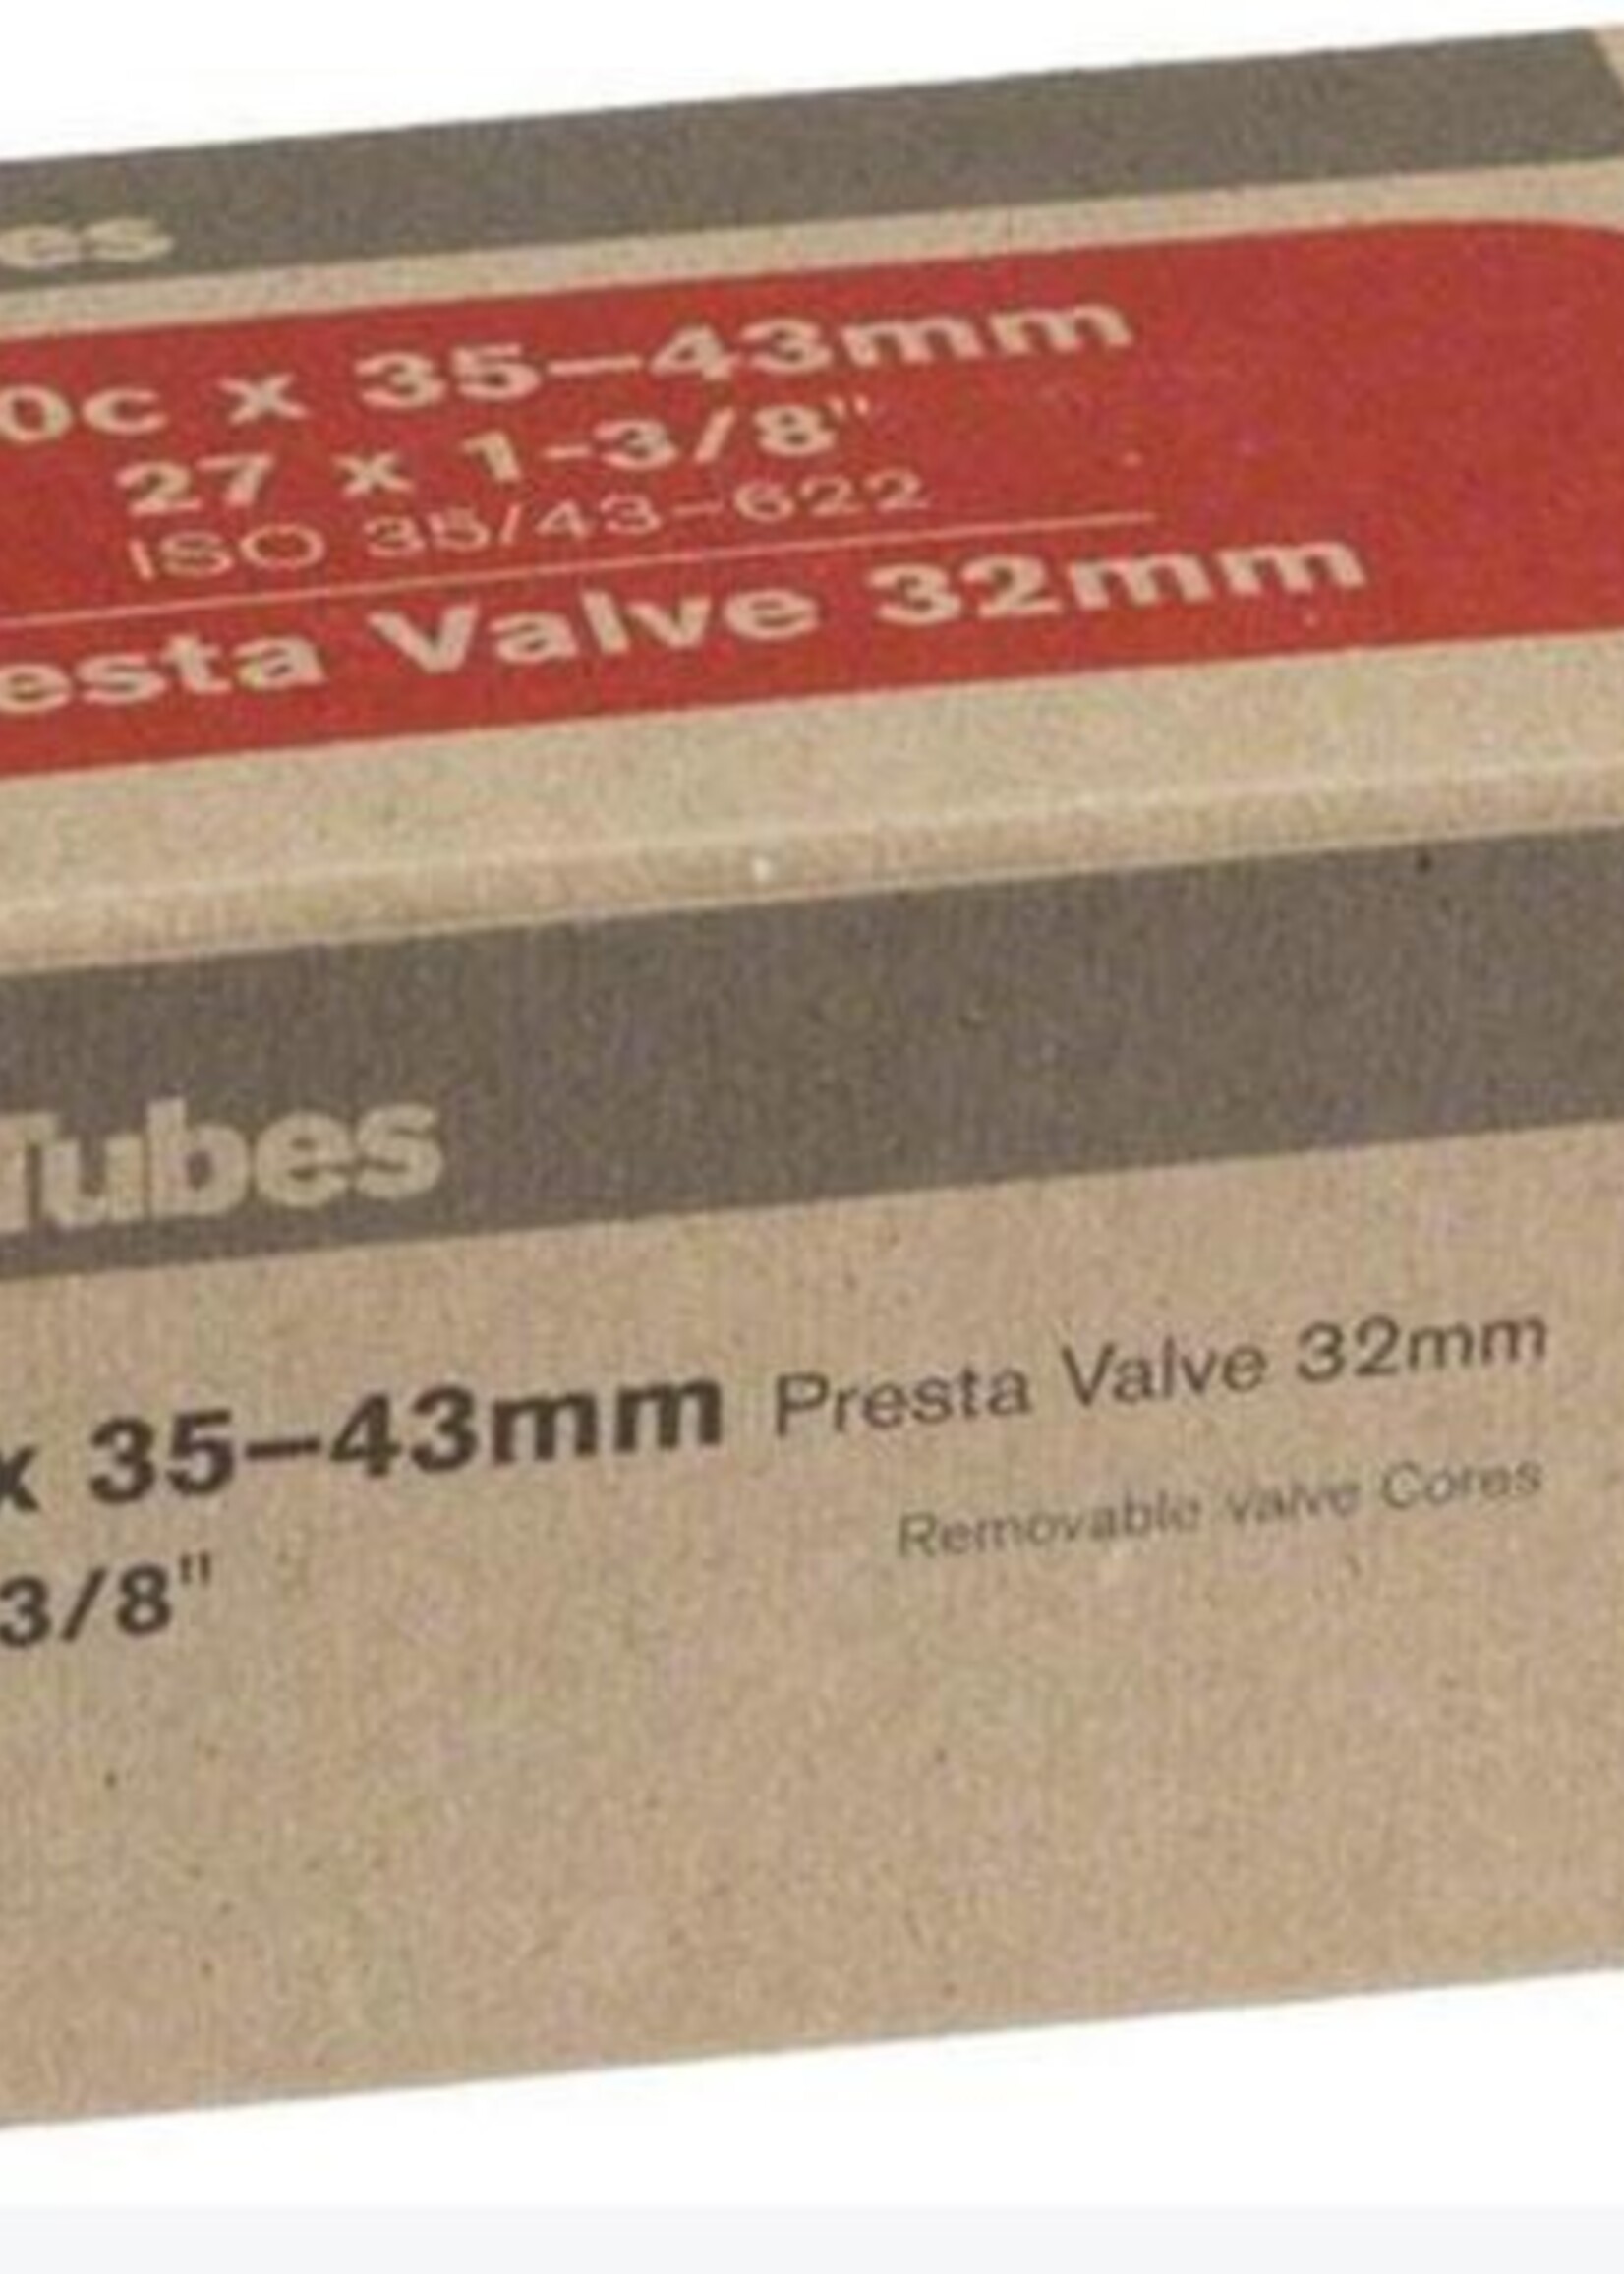 es
0c x 35–43mm
27 x 1-3/8"
ISO 35/43–622
esta Valve 32mm
Tubes
x 35–43mm Presta Valve 32mm
Removable valve Cores
3/8"